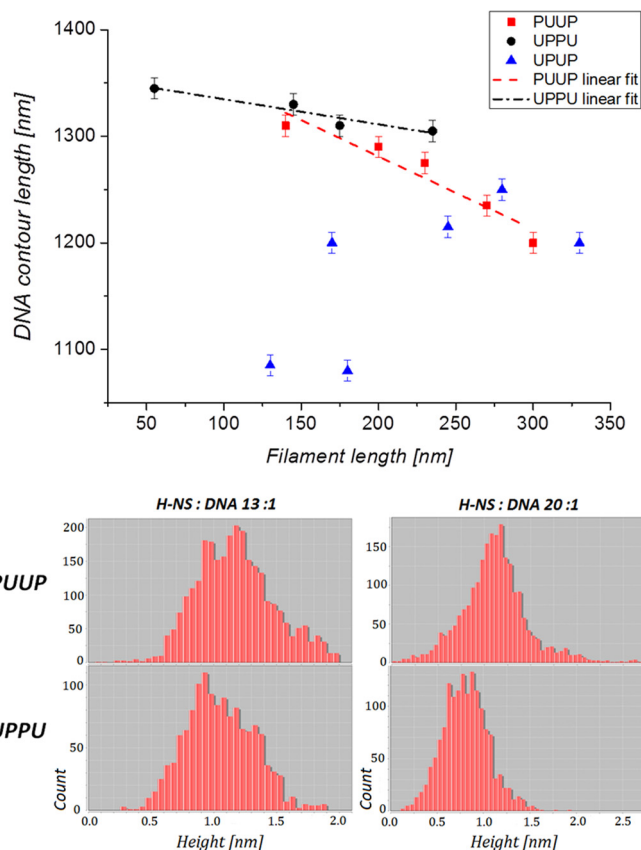 PUUP
UPPU
UPUP
PUUP linear fit
UPPU linear fit
1400
1300
1200
1100
DNA contour length [nm]
50 100 150 200 250 300 350
Filament length [nm]
H-NS : DNA 13 :1 H-NS : DNA 20 :1
PUUP
200
150
100
50
0
150
100
50
0
UPPU
100
50
0
100
50
0
Count
0.0 0.5 1.0 1.5 2.0 0.0 0.5 1.0 1.5 2.0 2.5
Height [nm] Height [nm]